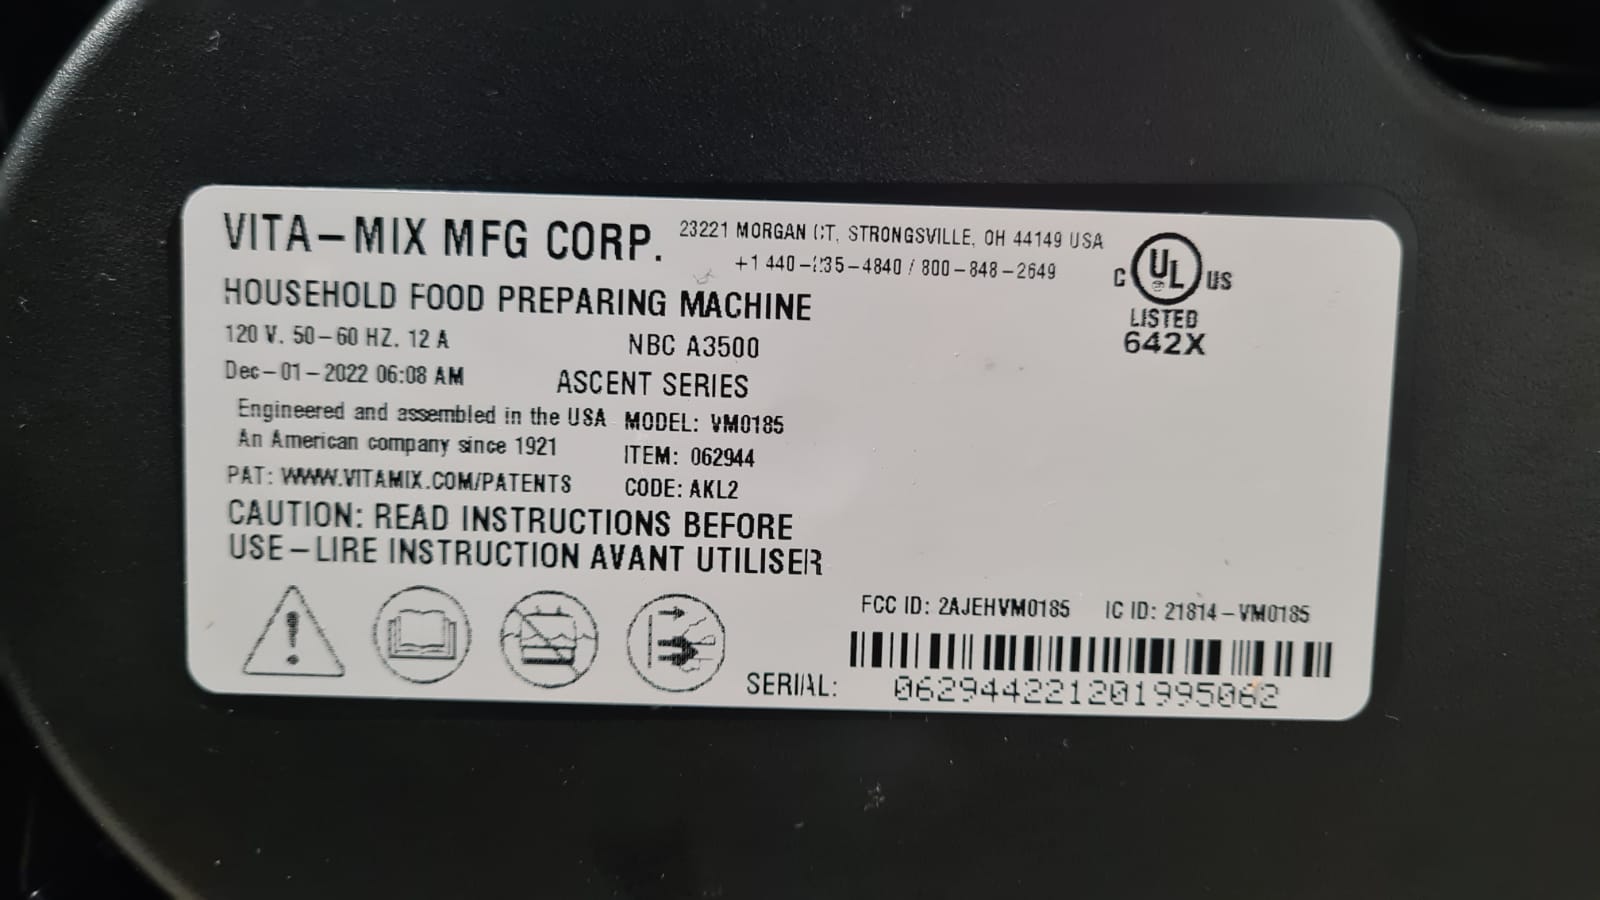 VITA-MIX MFG CORP.
23221 MORGAN CT, STRONGSVILLE, OH 44149 USA
+1 440-235-4840 / 800-848-2649
C UL US
LISTED
642X
HOUSEHOLD FOOD PREPARING MACHINE
120 V. 50-60 HZ. 12 A
NBC A3500
Dec-01-2022 06:08 AM
ASCENT SERIES
Engineered and assembled in the USA
MODEL: VM0185
An American company since 1921
ITEM: 062944
PAT: WWW.VITAMIX.COM/PATENTS
CODE: AKL2
CAUTION: READ INSTRUCTIONS BEFORE
USE-LIRE INSTRUCTION AVANT UTILISER
FCC ID: 2AJEHVM0185 IC ID: 21814-VM0185
SERIAL: 062944221201995062